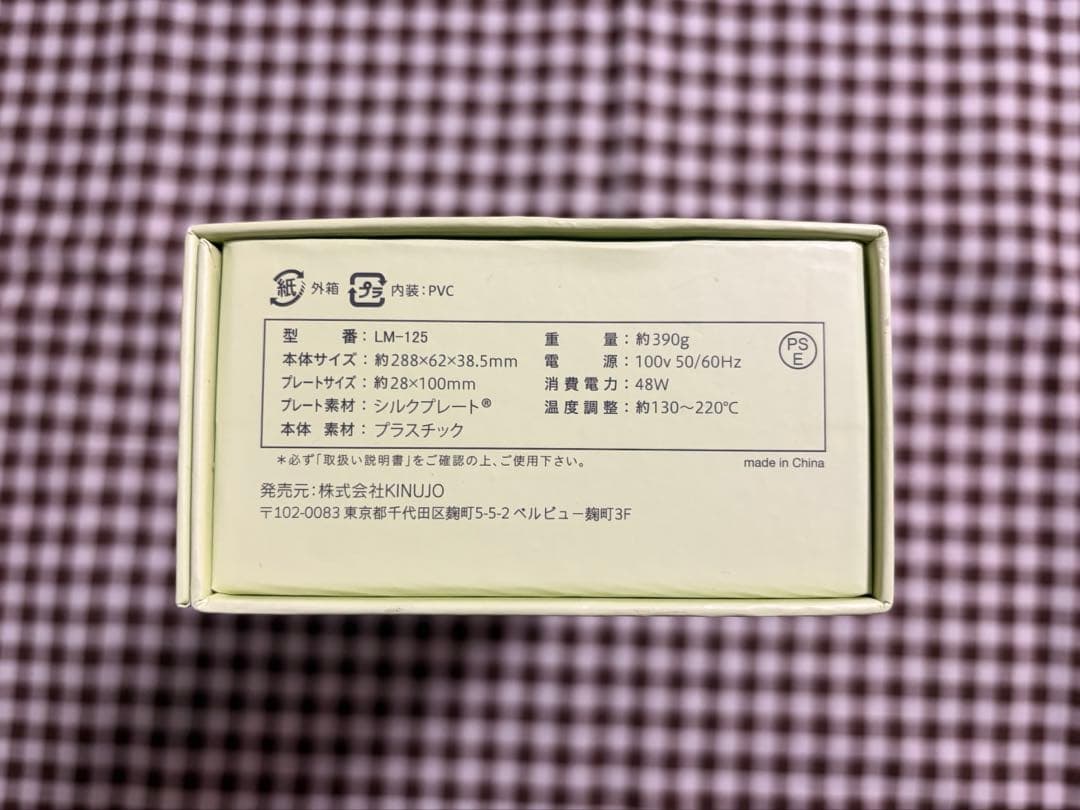 紙 外箱 プラ 内装：PVC
型　　　番：LM-125
本体サイズ：約288×62×38.5mm
プレートサイズ：約28×100mm
プレート素材：シルクプレート®
本体 素材：プラスチック
重　　　量：約390g
電　　　源：100v 50/60Hz
消費電力：48W
温度調整：約130～220℃
PS
E
＊必ず「取扱い説明書」をご確認の上、ご使用下さい。
made in China
発売元：株式会社KINUJO
〒102-0083 東京都千代田区麹町5-5-2 ベルビュー麹町3F